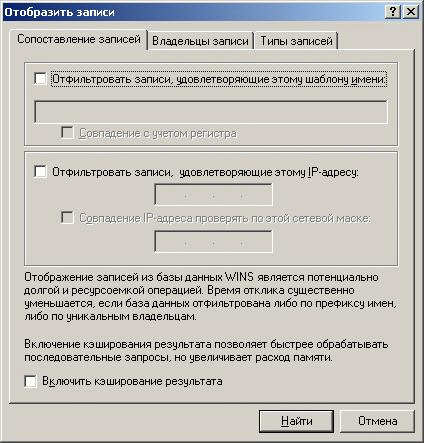 Отобразить записи
Сопоставление записей
Владельцы записи
Типы записей
Отфильтровать записи, удовлетворяющие этому шаблону имени:
Совпадение с учетом регистра
Отфильтровать записи, удовлетворяющие этому IP-адресу:
. . .
Совпадение IP-адреса проверять по этой сетевой маске:
. . .
Отображение записей из базы данных WINS является потенциально
долгой и ресурсоемкой операцией. Время отклика существенно
уменьшается, если база данных отфильтрована либо по префиксу имен,
либо по уникальным владельцам.
Включение кэширования результата позволяет быстрее обрабатывать
последовательные запросы, но увеличивает расход памяти.
Включить кэширование результата
Найти
Отмена